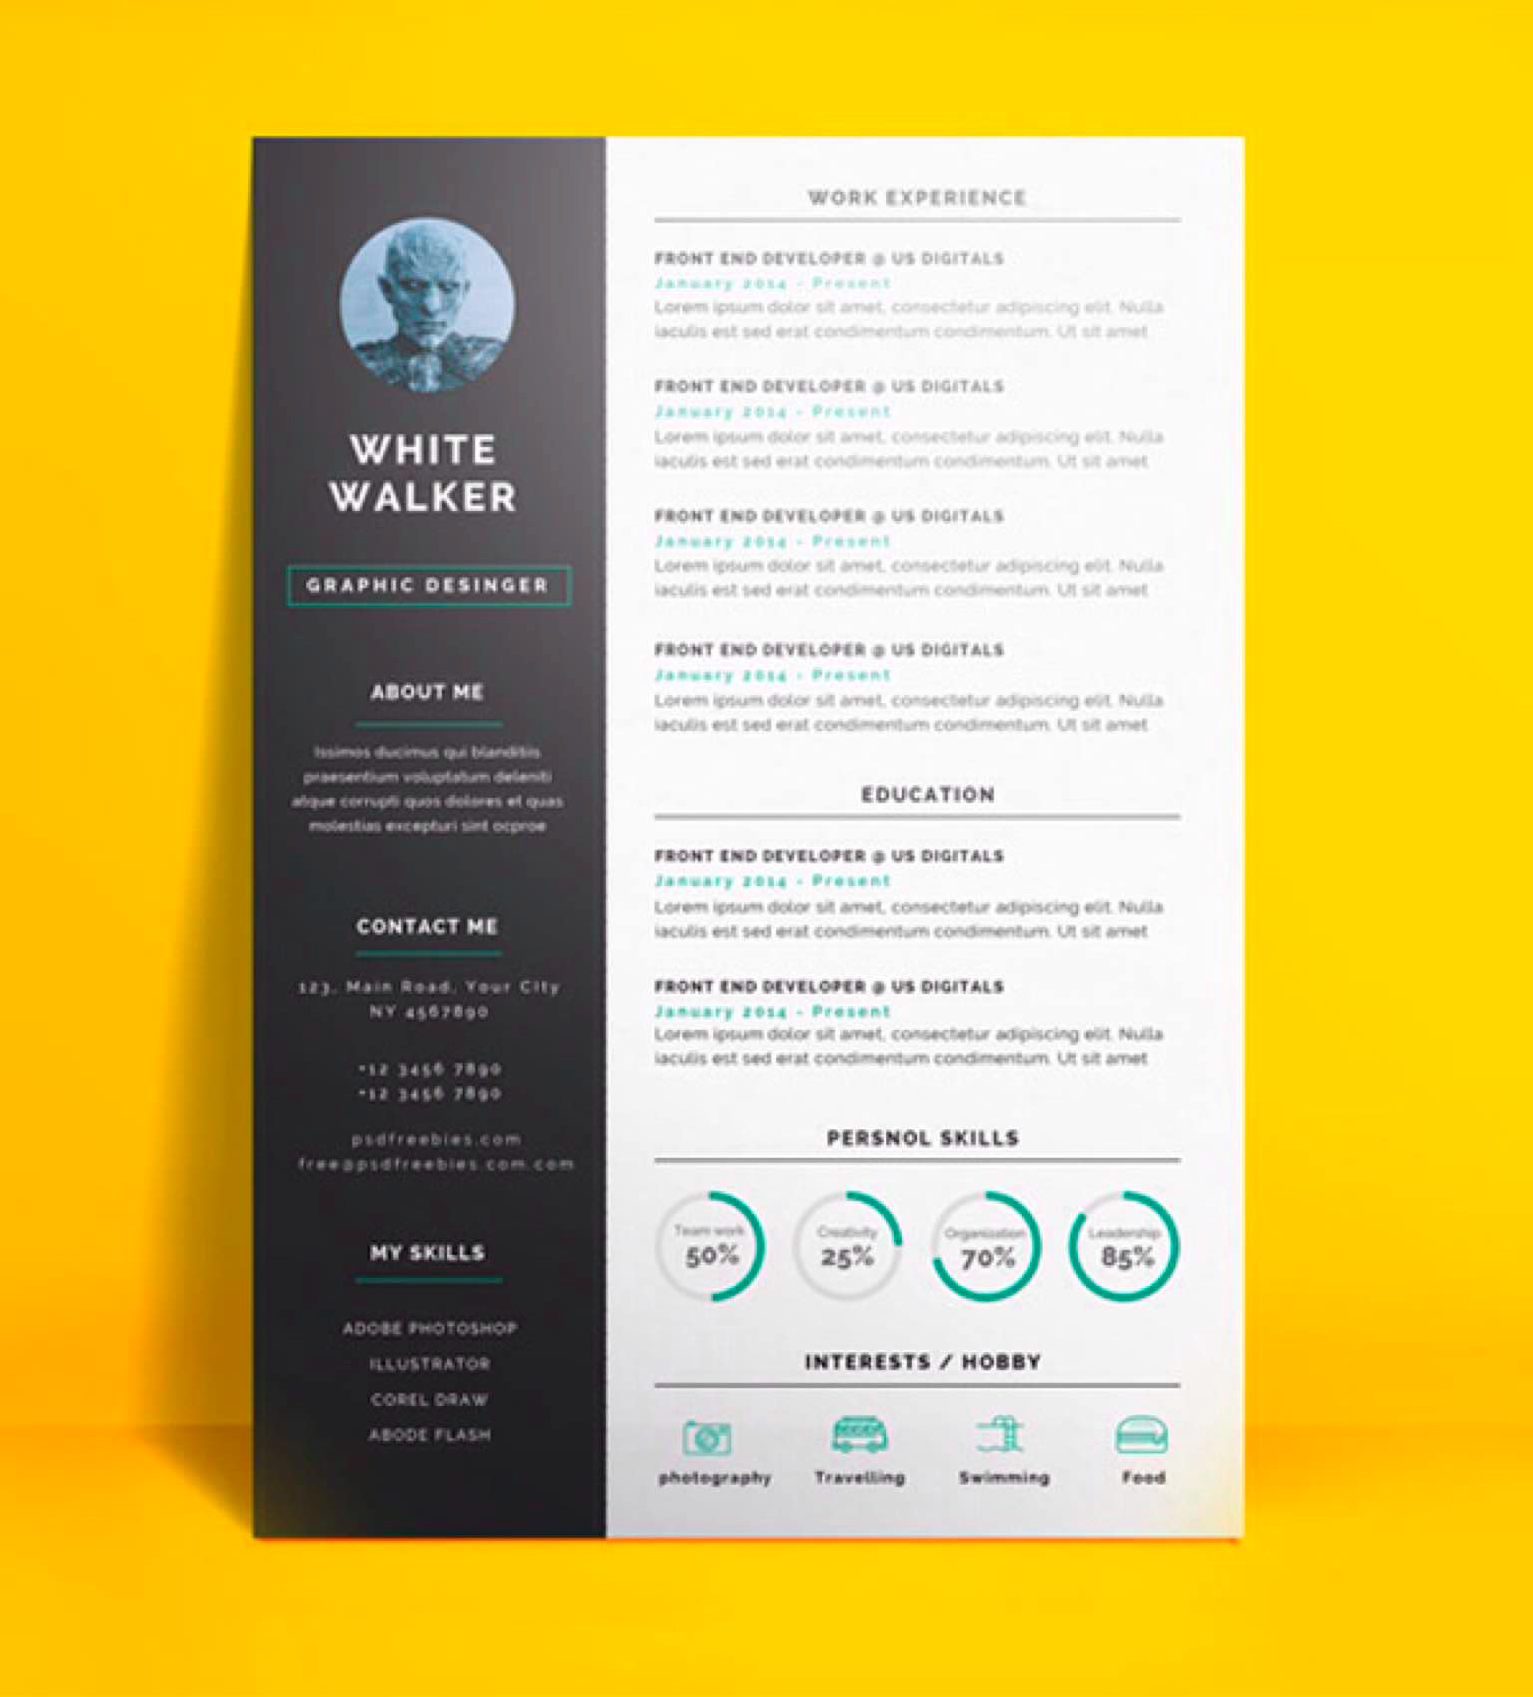 WHITE
WALKER
GRAPHIC DESINGER
ABOUT ME
Issimos ducimus qui blanditiis
praesentium voluptatum deleniti
atque corrupti quos dolores et quas
molestias excepturi sint ocproe
CONTACT ME
123, Main Road, Your City
NY 4567890
+12 3456 7890
+12 3456 7890
psdfreebies.com
free@psdfreebies.com.com
MY SKILLS
ADOBE PHOTOSHOP
ILLUSTRATOR
COREL DRAW
ABODE FLASH
WORK EXPERIENCE
FRONT END DEVELOPER @ US DIGITALS
January 2014 - Present
Lorem ipsum dolor sit amet, consectetur adipiscing elit. Nulla
iaculis est sed erat condimentum condimentum. Ut sit amet
FRONT END DEVELOPER @ US DIGITALS
January 2014 - Present
Lorem ipsum dolor sit amet, consectetur adipiscing elit. Nulla
iaculis est sed erat condimentum condimentum. Ut sit amet
FRONT END DEVELOPER @ US DIGITALS
January 2014 - Present
Lorem ipsum dolor sit amet, consectetur adipiscing elit. Nulla
iaculis est sed erat condimentum condimentum. Ut sit amet
FRONT END DEVELOPER @ US DIGITALS
January 2014 - Present
Lorem ipsum dolor sit amet, consectetur adipiscing elit. Nulla
iaculis est sed erat condimentum condimentum. Ut sit amet
EDUCATION
FRONT END DEVELOPER @ US DIGITALS
January 2014 - Present
Lorem ipsum dolor sit amet, consectetur adipiscing elit. Nulla
iaculis est sed erat condimentum condimentum. Ut sit amet
FRONT END DEVELOPER @ US DIGITALS
January 2014 - Present
Lorem ipsum dolor sit amet, consectetur adipiscing elit. Nulla
iaculis est sed erat condimentum condimentum. Ut sit amet
PERSNOL SKILLS
Team work
50%
Creativity
25%
Organization
70%
Leadership
85%
INTERESTS / HOBBY
photography
Travelling
Swimming
Food